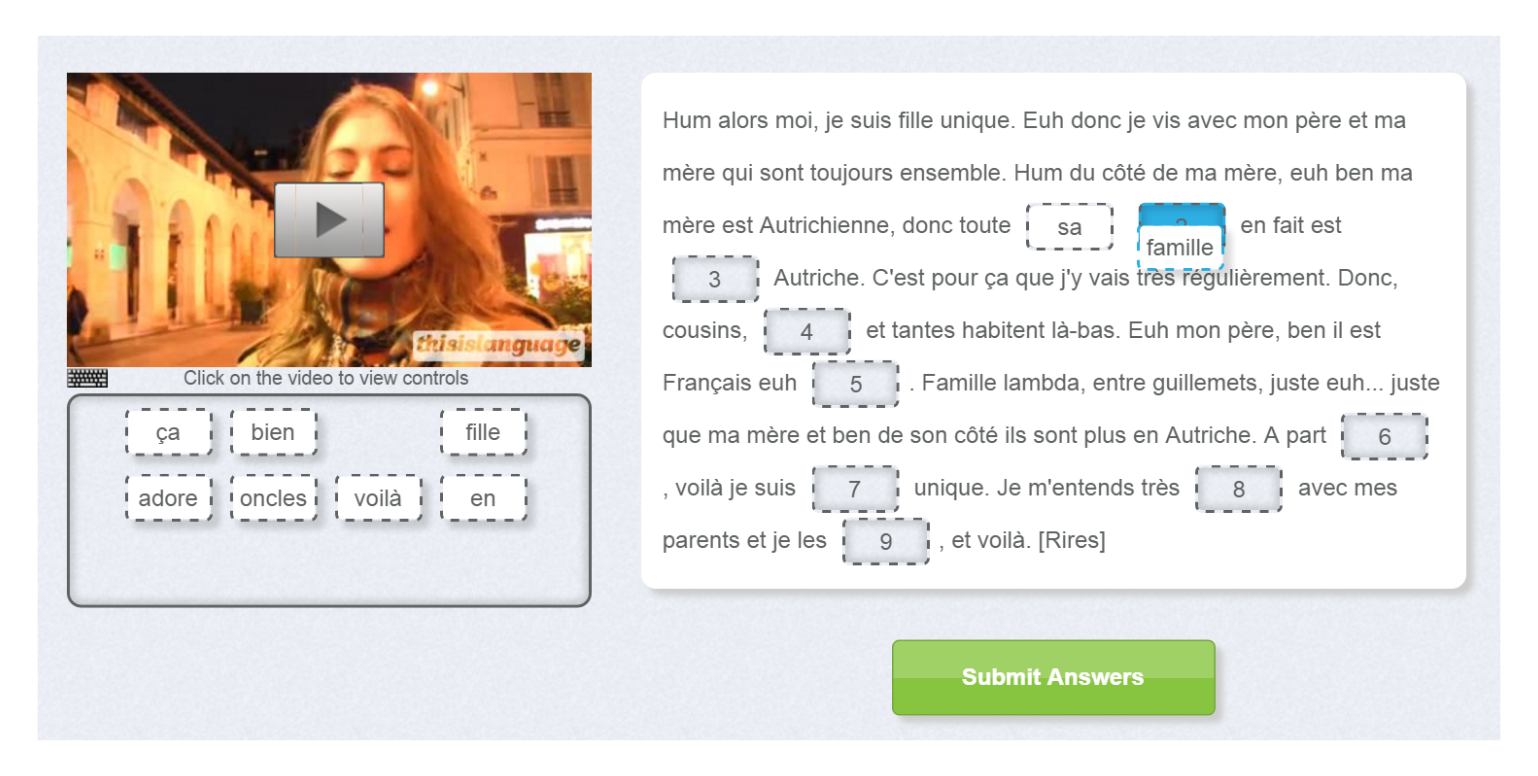 thisislanguage
Click on the video to view controls
ça bien fille
adore oncles voilà en
Hum alors moi, je suis fille unique. Euh donc je vis avec mon père et ma
mère qui sont toujours ensemble. Hum du côté de ma mère, euh ben ma
mère est Autrichienne, donc toute sa famille en fait est
3 Autriche. C'est pour ça que j'y vais très régulièrement. Donc,
cousins, 4 et tantes habitent là-bas. Euh mon père, ben il est
Français euh 5 . Famille lambda, entre guillemets, juste euh... juste
que ma mère et ben de son côté ils sont plus en Autriche. A part 6
, voilà je suis 7 unique. Je m'entends très 8 avec mes
parents et je les 9 , et voilà. [Rires]
Submit Answers